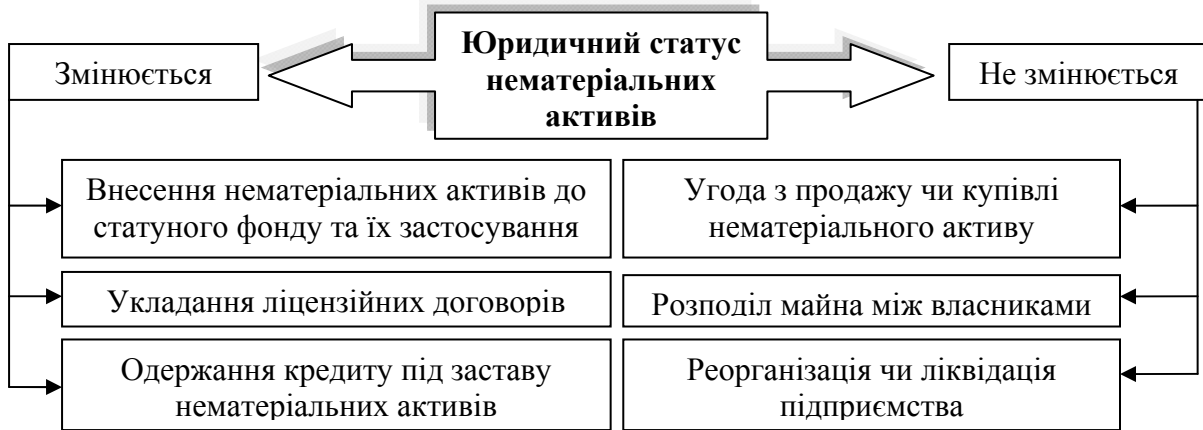 Юридичний статус
нематеріальних
активів
Змінюється
Не змінюється
Внесення нематеріальних активів до
статуного фонду та їх застосування
Укладання ліцензійних договорів
Одержання кредиту під заставу
нематеріальних активів
Угода з продажу чи купівлі
нематеріального активу
Розподіл майна між власниками
Реорганізація чи ліквідація
підприємства